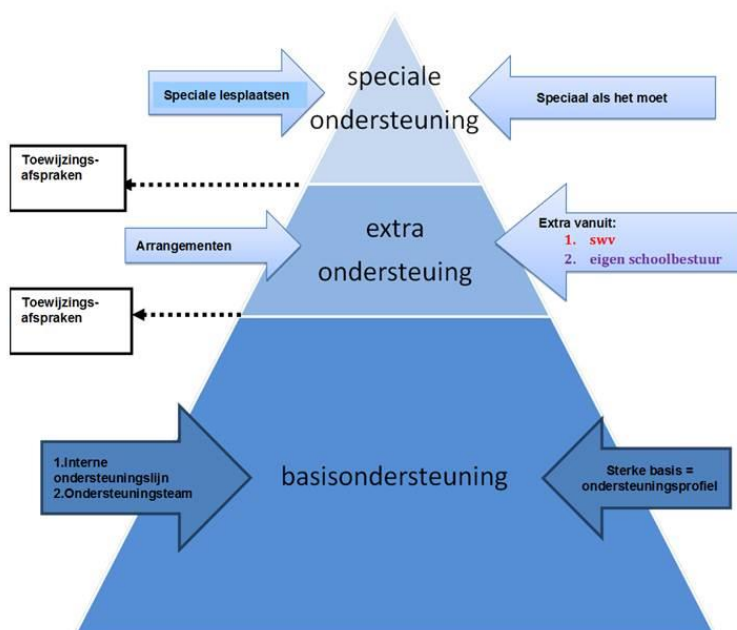 speciale
ondersteuning
Speciale lesplaatsen
Speciaal als het moet
Toewijzings-
afspraken
extra
ondersteuing
Arrangementen
Extra vanuit:
1. swv
2. eigen schoolbestuur
Toewijzings-
afspraken
basisondersteuning
1.Interne
ondersteuningslijn
2.Ondersteuningsteam
Sterke basis =
ondersteuningsprofiel